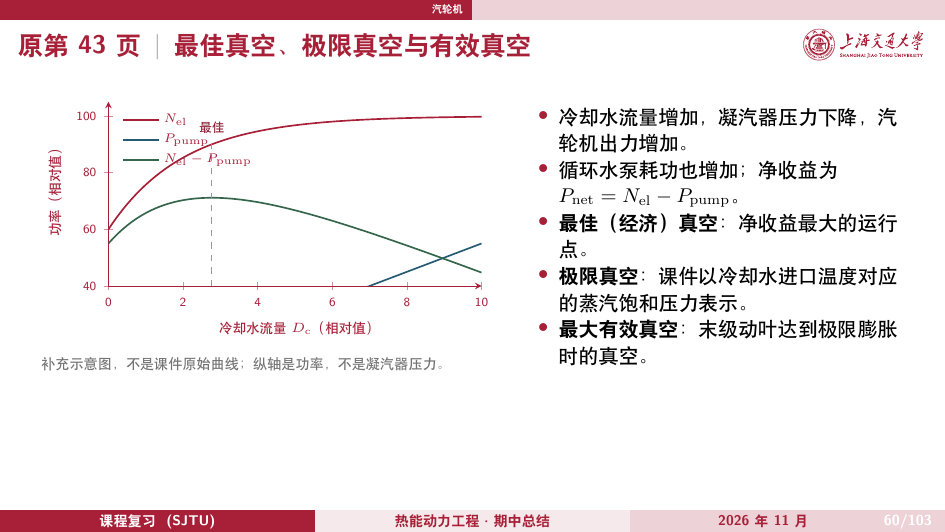 汽轮机
原第 43 页 | 最佳真空、极限真空与有效真空
上海交通大学
SHANGHAI JIAO TONG UNIVERSITY
100
80
60
40
功率（相对值）
N_el
P_pump
N_el − P_pump
最佳
0 2 4 6 8 10
冷却水流量 D_c（相对值）
补充示意图，不是课件原始曲线；纵轴是功率，不是凝汽器压力。
• 冷却水流量增加，凝汽器压力下降，汽
轮机出力增加。
• 循环水泵耗功也增加；净收益为
P_net = N_el − P_pump。
• 最佳（经济）真空：净收益最大的运行
点。
• 极限真空：课件以冷却水进口温度对应
的蒸汽饱和压力表示。
• 最大有效真空：末级动叶达到极限膨胀
时的真空。
课程复习 (SJTU)
热能动力工程 · 期中总结
2026 年 11 月
60/103